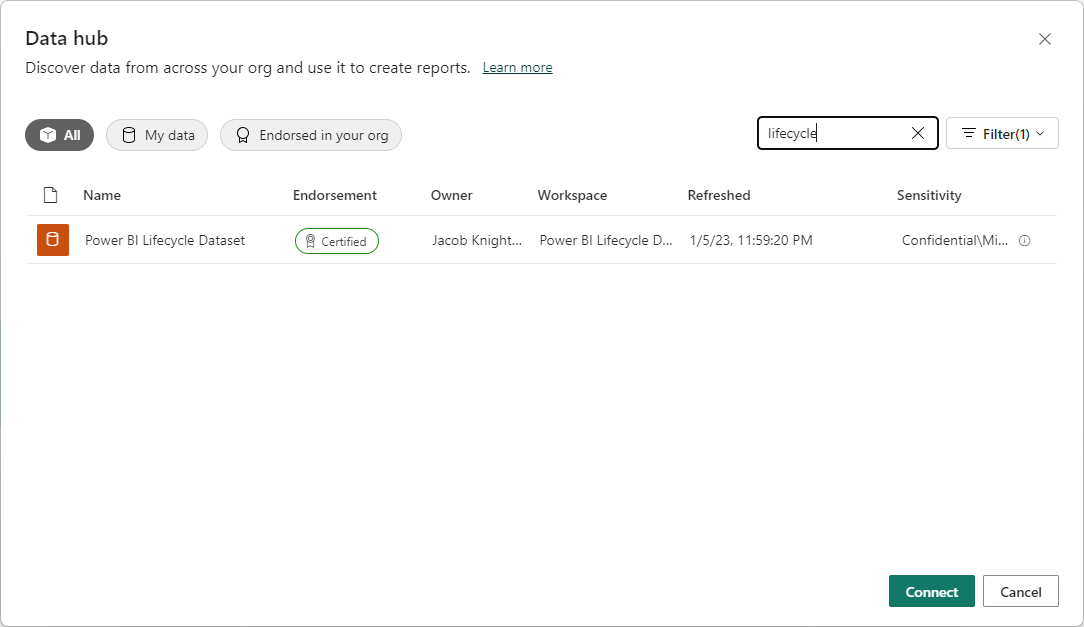 Data hub
Discover data from across your org and use it to create reports. Learn more
All My data Endorsed in your org lifecycle Filter(1)
Name Endorsement Owner Workspace Refreshed Sensitivity
Power BI Lifecycle Dataset Certified Jacob Knight... Power BI Lifecycle D... 1/5/23, 11:59:20 PM Confidential\Mi...
Connect Cancel